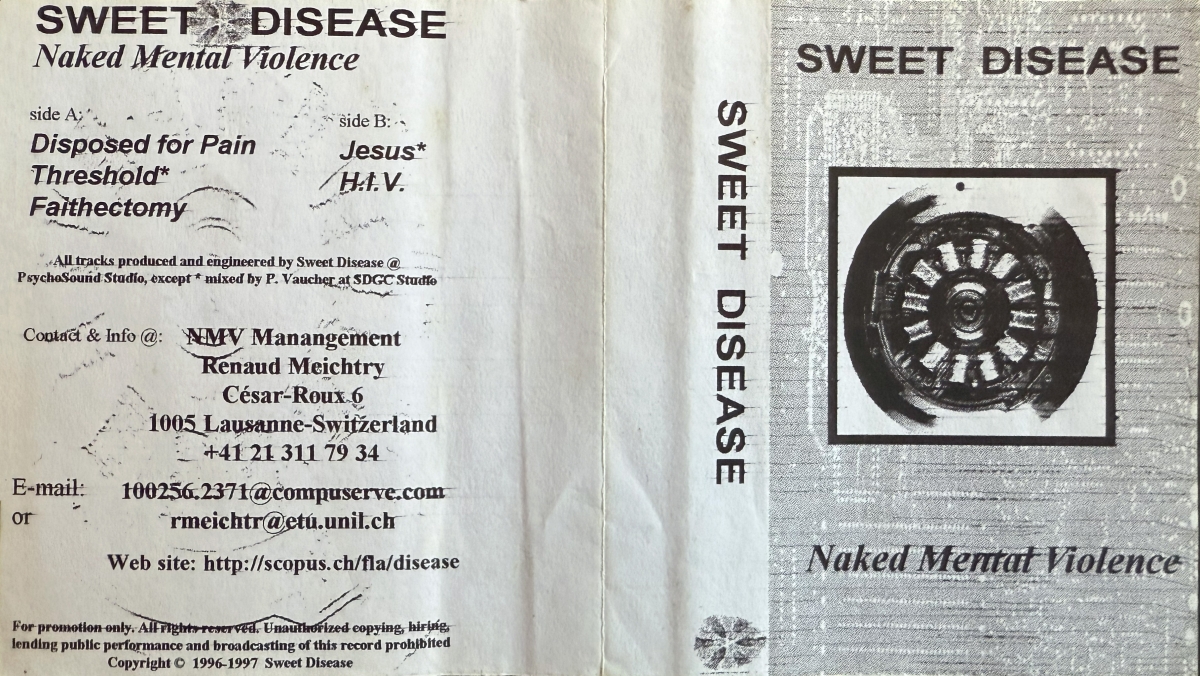 SWEET DISEASE
Naked Mental Violence
side A:
Disposed for Pain
Threshold*
Faithectomy
side B:
Jesus*
H.I.V.
All tracks produced and engineered by Sweet Disease @
PsychoSound Studio, except * mixed by P. Vaucher at SDGC Studio
Contact & Info @: NMV Manangement
Renaud Meichtry
César-Roux 6
1005 Lausanne-Switzerland
+41 21 311 79 34
E-mail: 100256.2371@compuserve.com
or rmeichtr@etu.unil.ch
Web site: http://scopus.ch/fla/disease
For promotion only. All rights reserved. Unauthorized copying, hiring,
lending public performance and broadcasting of this record prohibited
Copyright © 1996-1997 Sweet Disease
SWEET DISEASE
SWEET DISEASE
Naked Mental Violence